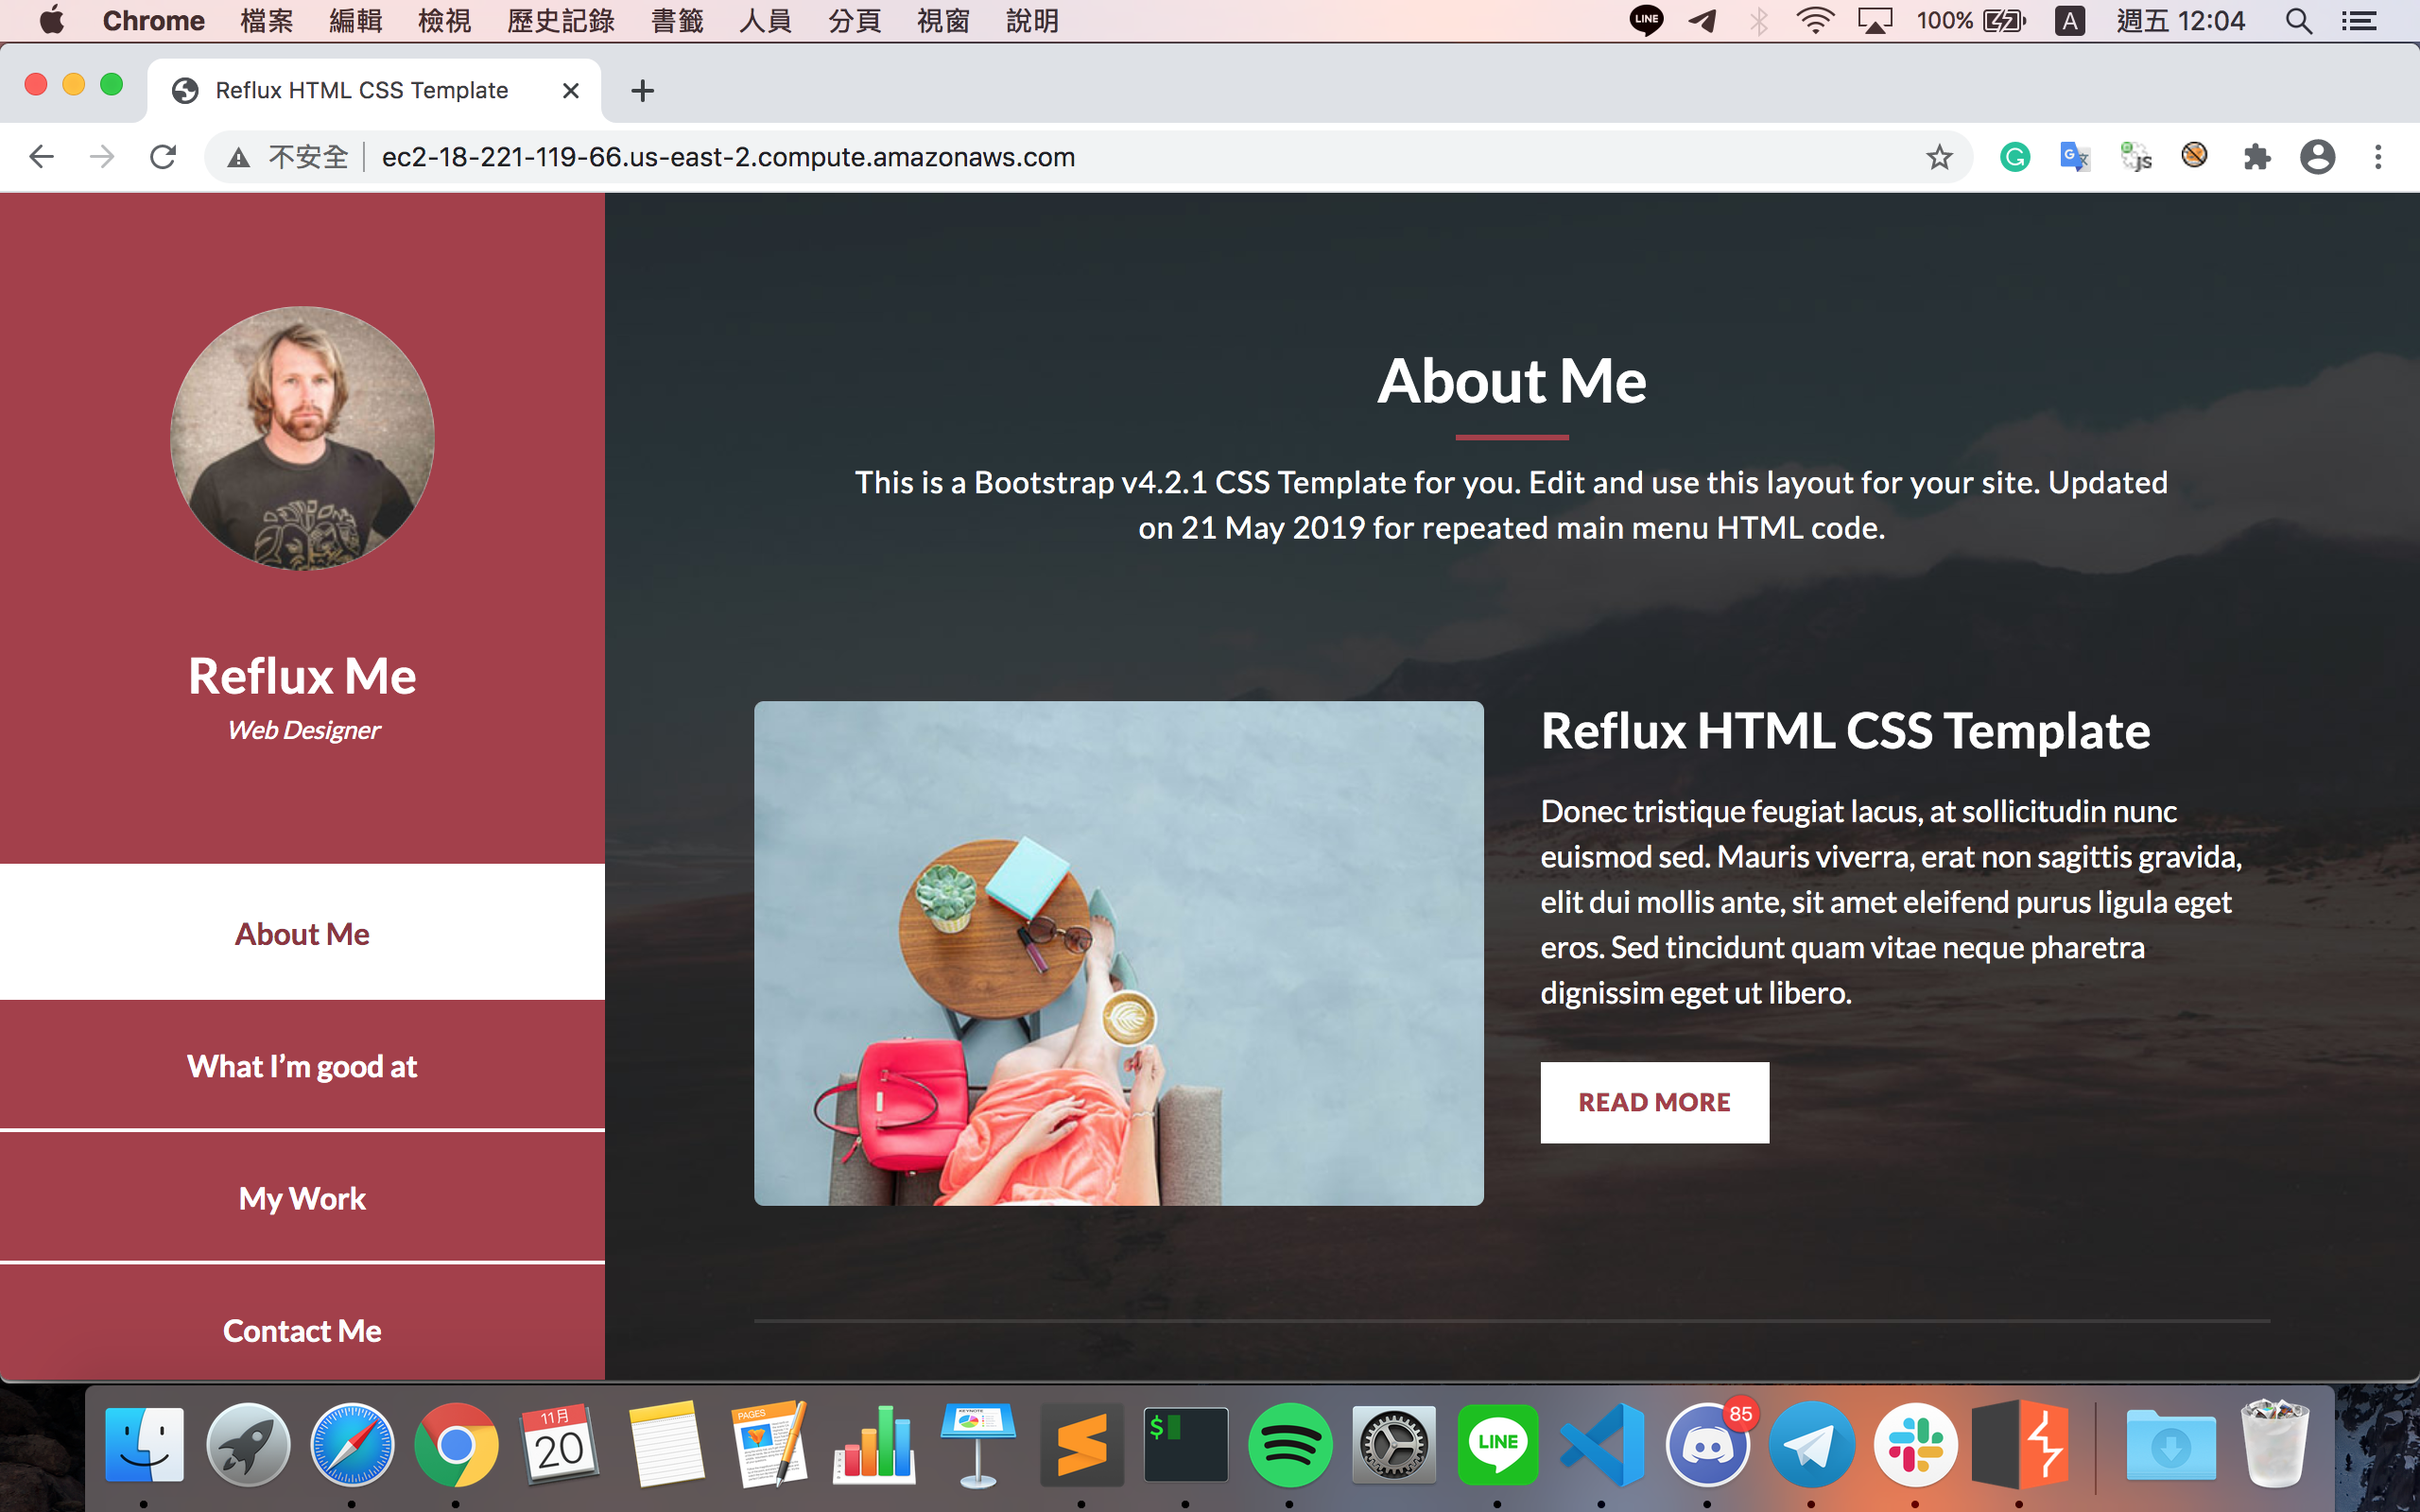 Chrome 檔案 編輯 檢視 歷史記錄 書籤 人員 分頁 視窗 說明 LINE 100% A 週五 12:04
Reflux HTML CSS Template
不安全 ec2-18-221-119-66.us-east-2.compute.amazonaws.com
About Me
This is a Bootstrap v4.2.1 CSS Template for you. Edit and use this layout for your site. Updated
on 21 May 2019 for repeated main menu HTML code.
Reflux Me
Web Designer
About Me
What I’m good at
My Work
Contact Me
Reflux HTML CSS Template
Donec tristique feugiat lacus, at sollicitudin nunc
euismod sed. Mauris viverra, erat non sagittis gravida,
elit dui mollis ante, sit amet eleifend purus ligula eget
eros. Sed tincidunt quam vitae neque pharetra
dignissim eget ut libero.
READ MORE
11月
20
PAGES
KEYNOTE
$
LINE
85